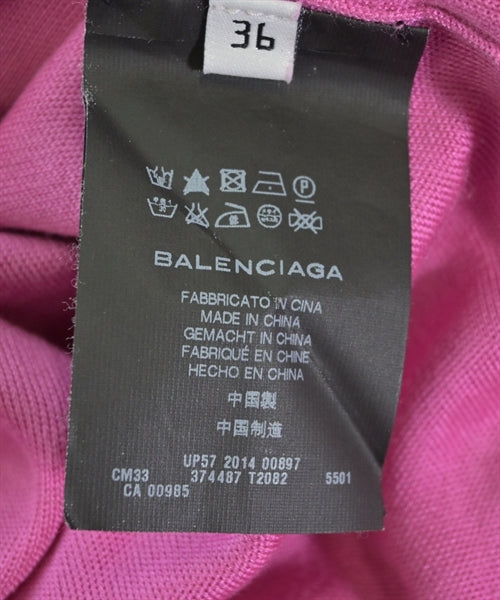 36
BALENCIAGA
FABBRICATO IN CINA
MADE IN CHINA
GEMACHT IN CHINA
FABRIQUÉ EN CHINE
HECHO EN CHINA
中国製
中国制造
UP57 2014 00897
CM33 374487 T2082 5501
CA 00985